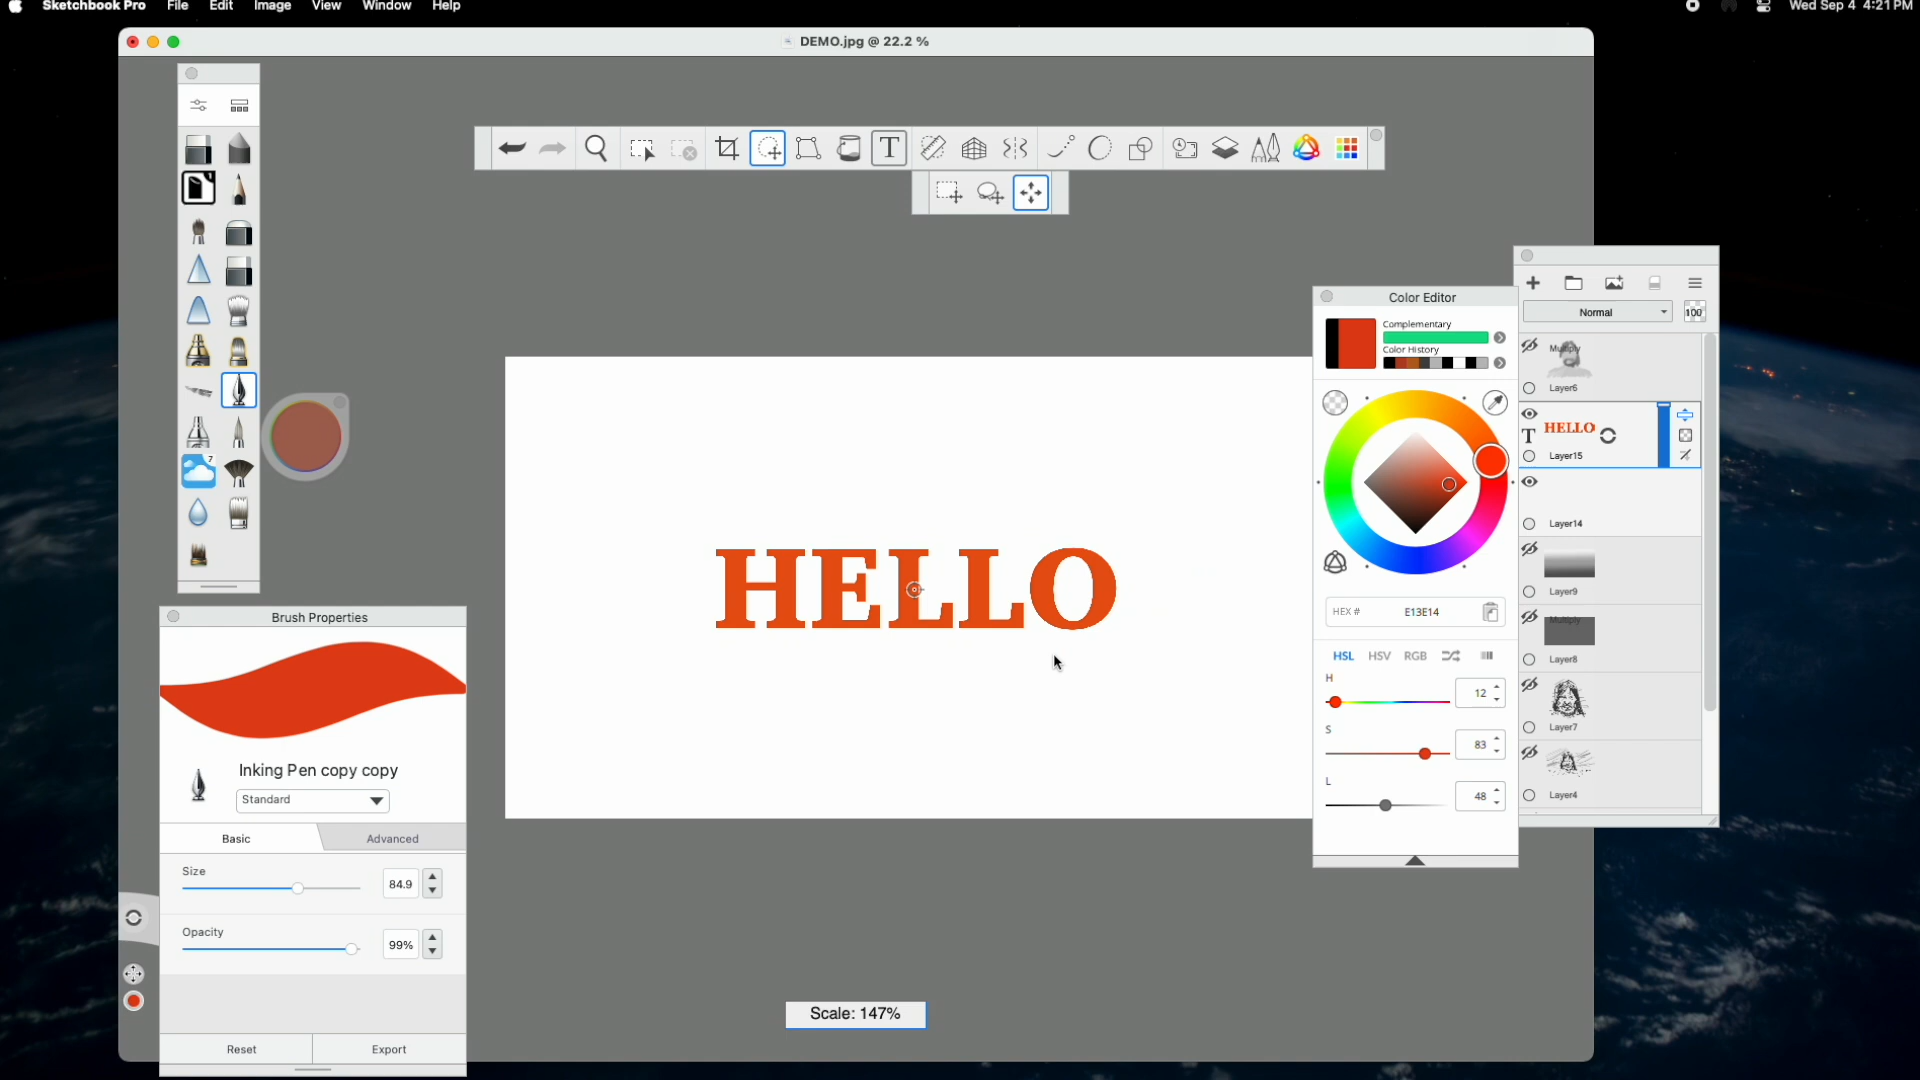 Sketchbook Pro File Edit Image View Window Help
Wed Sep 4 4:21 PM
DEMO.jpg @ 22.2 %
T
Color Editor
Complementary
Color History
HEX # E13E14
HSL HSV RGB
H
12
S
83
L
48
Normal
100
Multiply
Layer6
T
HELLO
Layer15
Layer14
Layer9
Multiply
Layer8
Layer7
Layer4
7
HELLO
Brush Properties
Inking Pen copy copy
Standard
Basic Advanced
Size
84.9
Opacity
99%
Reset Export
Scale: 147%